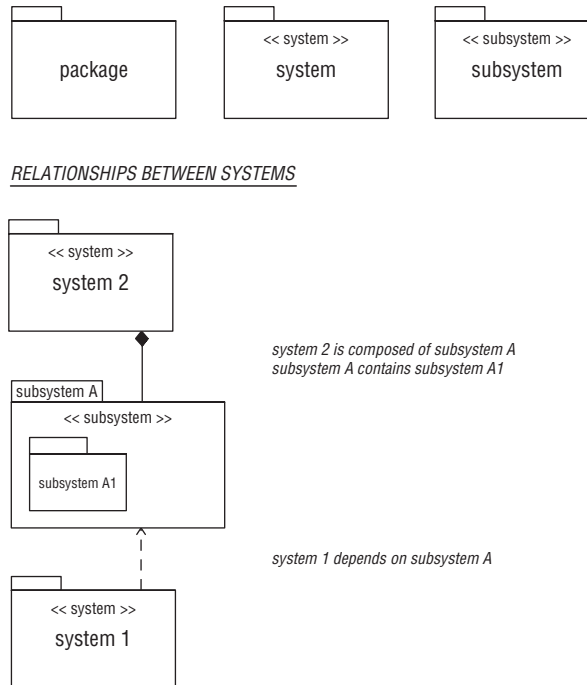 package
<< system >>
system
<< subsystem >>
subsystem
RELATIONSHIPS BETWEEN SYSTEMS
<< system >>
system 2
system 2 is composed of subsystem A
subsystem A contains subsystem A1
subsystem A
<< subsystem >>
subsystem A1
system 1 depends on subsystem A
<< system >>
system 1